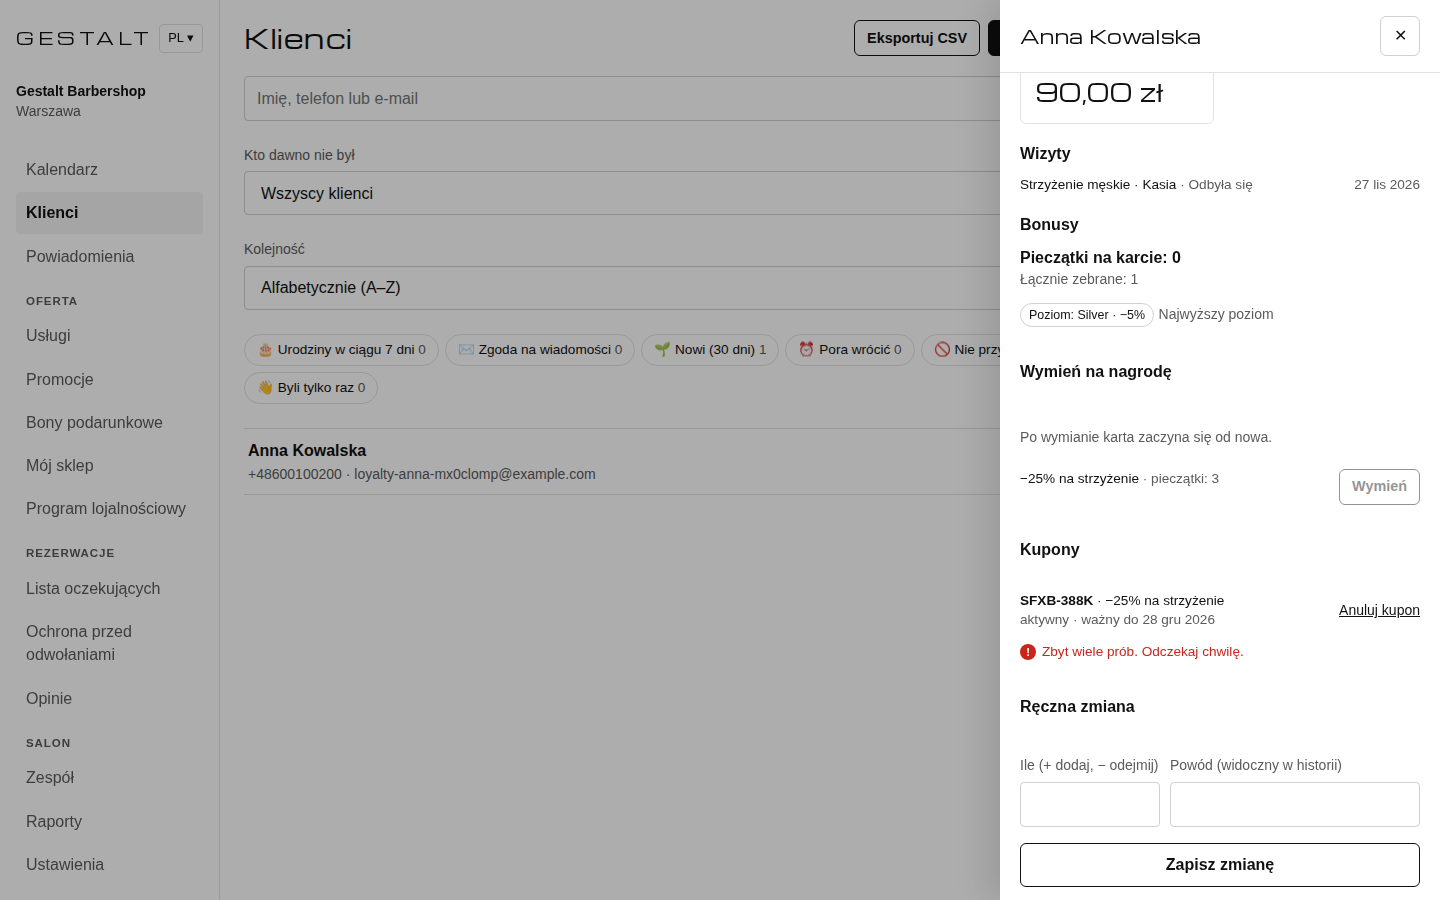 GESTALT
PL ▾
Gestalt Barbershop
Warszawa
Kalendarz
Klienci
Powiadomienia
OFERTA
Usługi
Promocje
Bony podarunkowe
Mój sklep
Program lojalnościowy
REZERWACJE
Lista oczekujących
Ochrona przed
odwołaniami
Opinie
SALON
Zespół
Raporty
Ustawienia
Klienci
Eksportuj CSV
Imię, telefon lub e-mail
Kto dawno nie był
Wszyscy klienci
Kolejność
Alfabetycznie (A–Z)
🎂 Urodziny w ciągu 7 dni 0
✉️ Zgoda na wiadomości 0
🌱 Nowi (30 dni) 1
⏰ Pora wrócić 0
🚫 Nie przy
👋 Byli tylko raz 0
Anna Kowalska
+48600100200 · loyalty-anna-mx0clomp@example.com
Anna Kowalska
✕
90,00 zł
Wizyty
Strzyżenie męskie · Kasia · Odbyła się 27 lis 2026
Bonusy
Pieczątki na karcie: 0
Łącznie zebrane: 1
Poziom: Silver · −5% Najwyższy poziom
Wymień na nagrodę
Po wymianie karta zaczyna się od nowa.
−25% na strzyżenie · pieczątki: 3
Wymień
Kupony
SFXB-388K · −25% na strzyżenie
aktywny · ważny do 28 gru 2026
Anuluj kupon
! Zbyt wiele prób. Odczekaj chwilę.
Ręczna zmiana
Ile (+ dodaj, − odejmij)
Powód (widoczny w historii)
Zapisz zmianę